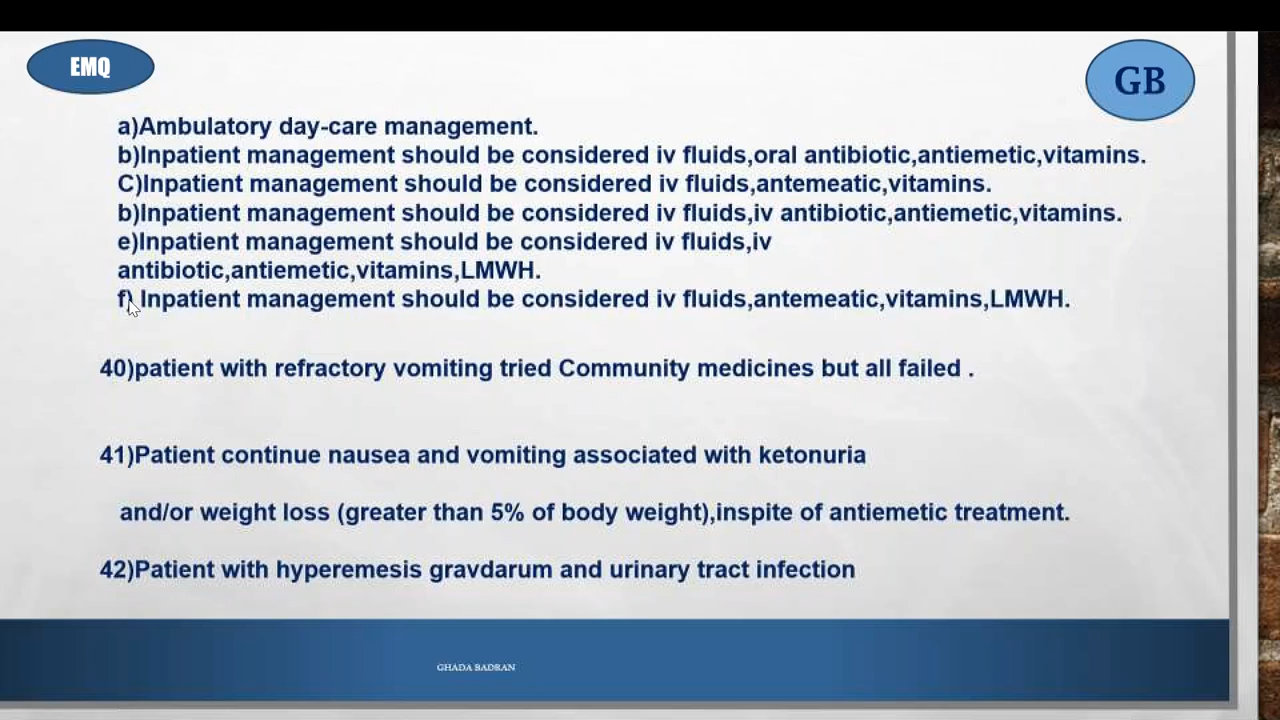 EMQ
GB
a)Ambulatory day-care management.
b)Inpatient management should be considered iv fluids,oral antibiotic,antiemetic,vitamins.
C)Inpatient management should be considered iv fluids,antemeatic,vitamins.
b)Inpatient management should be considered iv fluids,iv antibiotic,antiemetic,vitamins.
e)Inpatient management should be considered iv fluids,iv
antibiotic,antiemetic,vitamins,LMWH.
f) Inpatient management should be considered iv fluids,antemeatic,vitamins,LMWH.
40)patient with refractory vomiting tried Community medicines but all failed .
41)Patient continue nausea and vomiting associated with ketonuria
and/or weight loss (greater than 5% of body weight),inspite of antiemetic treatment.
42)Patient with hyperemesis gravdarum and urinary tract infection
GHADA BADRAN